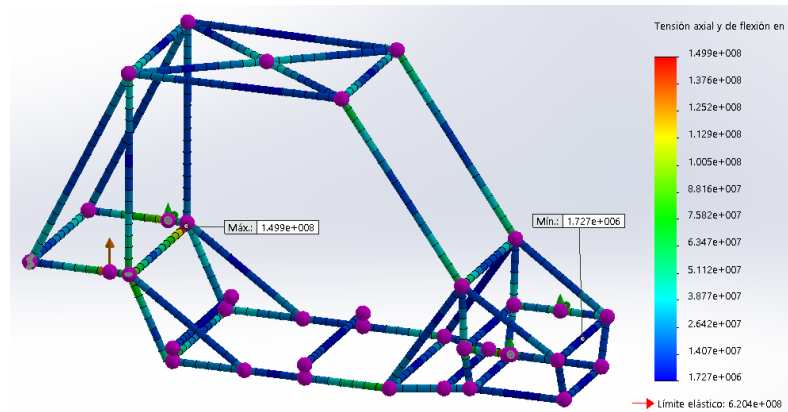 Tensión axial y de flexión en
1.499e+008
1.376e+008
1.252e+008
1.129e+008
1.005e+008
8.816e+007
7.582e+007
6.347e+007
5.112e+007
3.877e+007
2.642e+007
1.407e+007
1.727e+006
Límite elástico: 6.204e+008
Máx.: 1.499e+008
Mín.: 1.727e+006